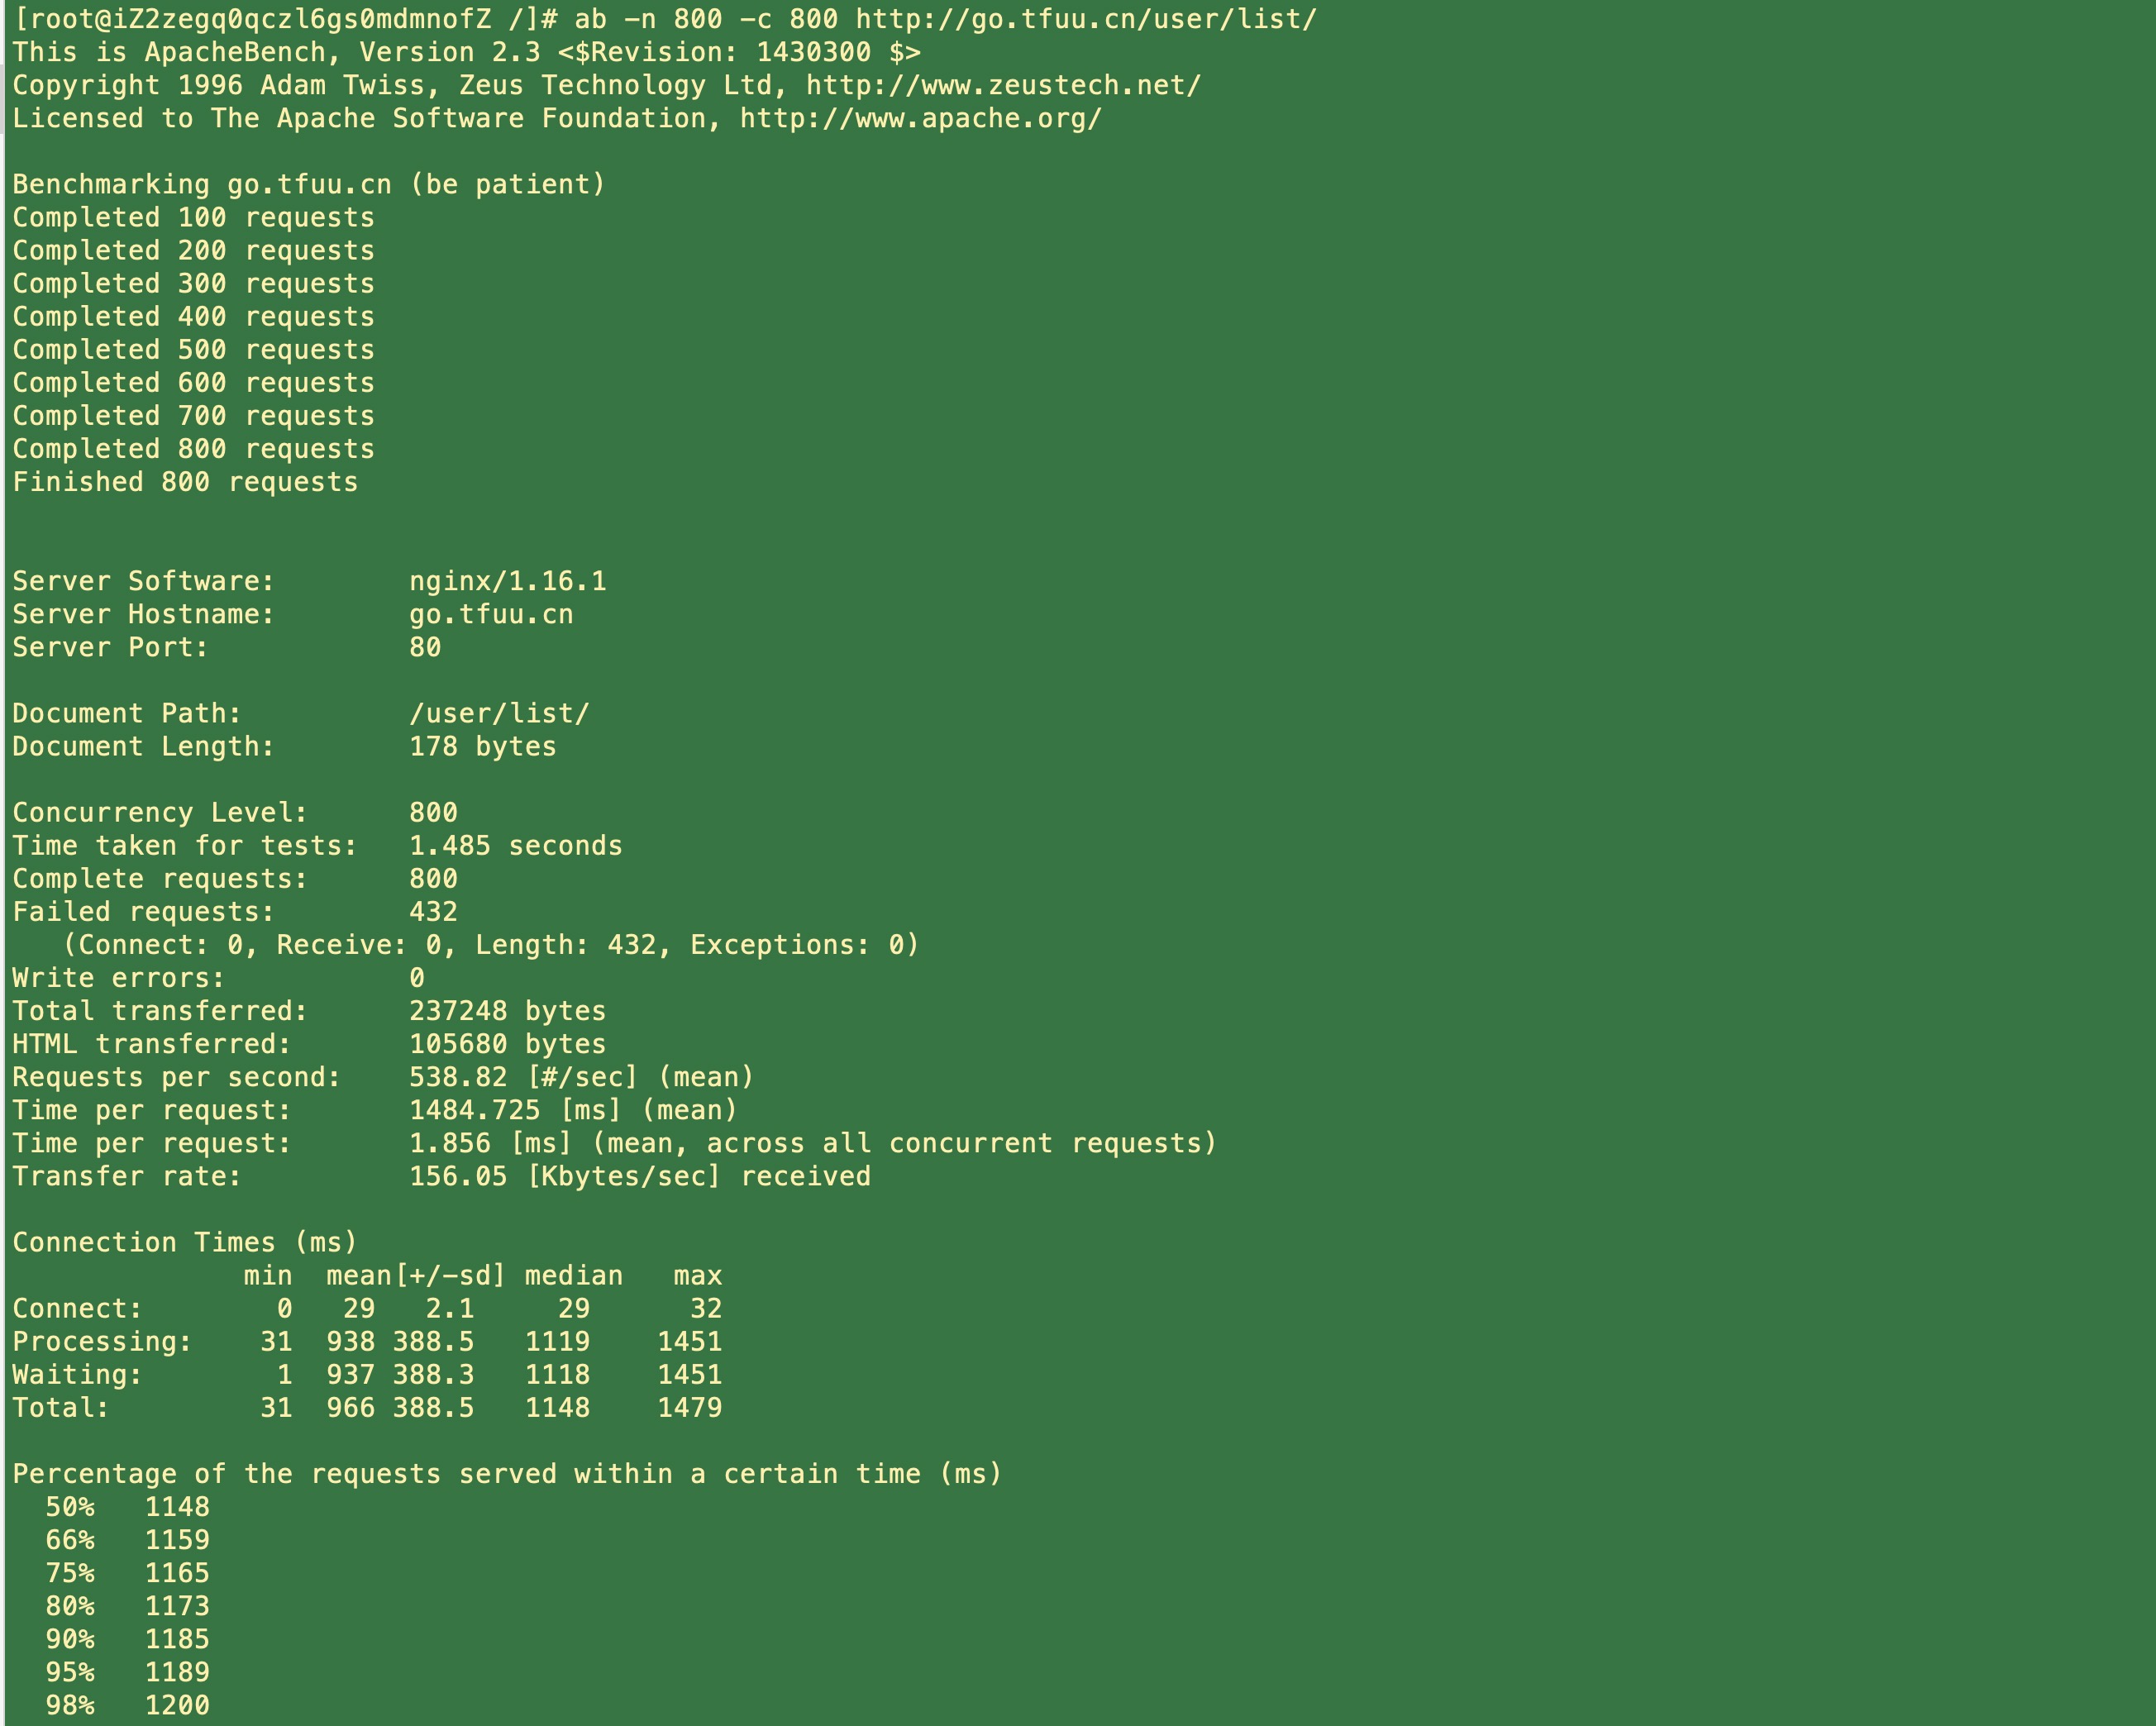 [root@iZ2zegq0qczl6gs0mdmnofZ /]# ab -n 800 -c 800 http://go.tfuu.cn/user/list/
This is ApacheBench, Version 2.3 <$Revision: 1430300 $>
Copyright 1996 Adam Twiss, Zeus Technology Ltd, http://www.zeustech.net/
Licensed to The Apache Software Foundation, http://www.apache.org/

Benchmarking go.tfuu.cn (be patient)
Completed 100 requests
Completed 200 requests
Completed 300 requests
Completed 400 requests
Completed 500 requests
Completed 600 requests
Completed 700 requests
Completed 800 requests
Finished 800 requests


Server Software:        nginx/1.16.1
Server Hostname:        go.tfuu.cn
Server Port:            80

Document Path:          /user/list/
Document Length:        178 bytes

Concurrency Level:      800
Time taken for tests:   1.485 seconds
Complete requests:      800
Failed requests:        432
   (Connect: 0, Receive: 0, Length: 432, Exceptions: 0)
Write errors:           0
Total transferred:      237248 bytes
HTML transferred:       105680 bytes
Requests per second:    538.82 [#/sec] (mean)
Time per request:       1484.725 [ms] (mean)
Time per request:       1.856 [ms] (mean, across all concurrent requests)
Transfer rate:          156.05 [Kbytes/sec] received

Connection Times (ms)
              min  mean[+/-sd] median   max
Connect:        0   29   2.1     29      32
Processing:    31  938 388.5   1119    1451
Waiting:        1  937 388.3   1118    1451
Total:         31  966 388.5   1148    1479

Percentage of the requests served within a certain time (ms)
  50%   1148
  66%   1159
  75%   1165
  80%   1173
  90%   1185
  95%   1189
  98%   1200